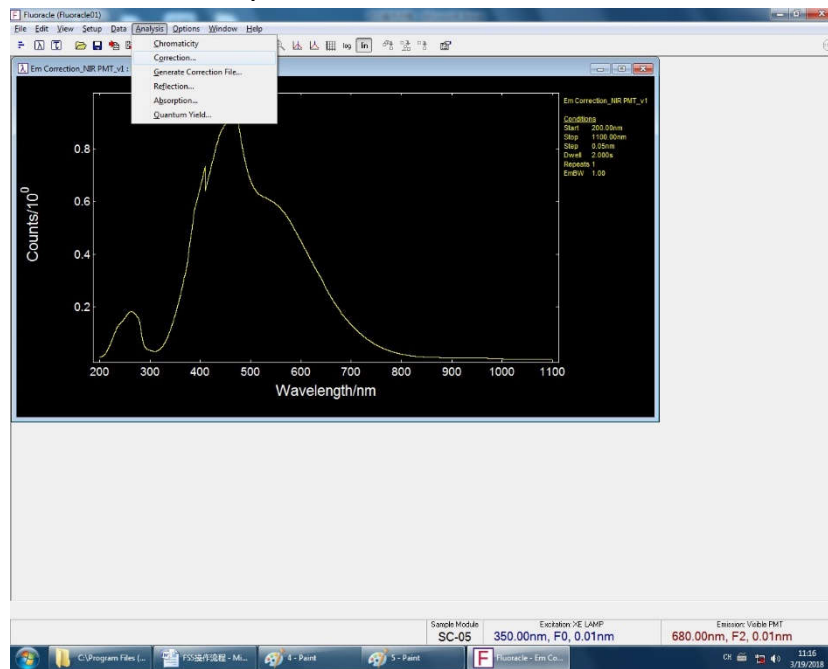 Fluoracle (Fluoracle01)
File Edit View Setup Data Analysis Options Window Help
log lin
Chromaticity
Correction...
Generate Correction File...
Reflection...
Absorption...
Quantum Yield...
Em Correction_NIR PMT_v1 :
Em Correction_NIR PMT_v1
Conditions
Start 200.00nm
Stop 1100.00nm
Step 0.05nm
Dwell 2.000s
Repeats 1
EmBW 1.00
Counts/10⁰
0.8
0.6
0.4
0.2
200 300 400 500 600 700 800 900 1000 1100
Wavelength/nm
Sample Module
SC-05
Excitation: XE LAMP
350.00nm, F0, 0.01nm
Emission: Visible PMT
680.00nm, F2, 0.01nm
C:\Program Files (...
FS5操作流程 - Mi...
4 - Paint
5 - Paint
Fluoracle - Em Co...
CH
11:16
3/19/2018